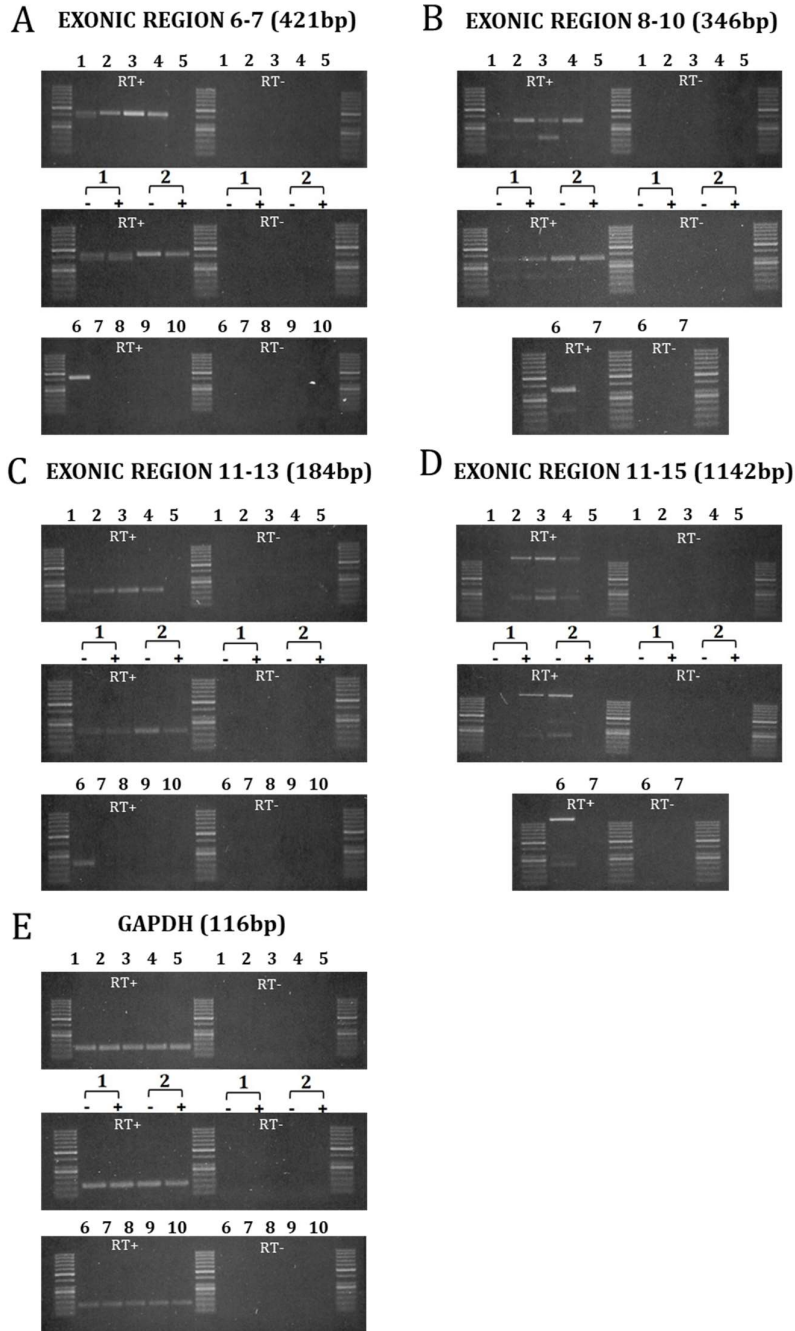 A EXONIC REGION 6-7 (421bp)
1 2 3 4 5 1 2 3 4 5
RT+ RT-
1 2 1 2
- + - + - + - +
RT+ RT-
6 7 8 9 10 6 7 8 9 10
RT+ RT-
B EXONIC REGION 8-10 (346bp)
1 2 3 4 5 1 2 3 4 5
RT+ RT-
1 2 1 2
- + - + - + - +
RT+ RT-
6 7 6 7
RT+ RT-
C EXONIC REGION 11-13 (184bp)
1 2 3 4 5 1 2 3 4 5
RT+ RT-
1 2 1 2
- + - + - + - +
RT+ RT-
6 7 8 9 10 6 7 8 9 10
RT+ RT-
D EXONIC REGION 11-15 (1142bp)
1 2 3 4 5 1 2 3 4 5
RT+ RT-
1 2 1 2
- + - + - + - +
RT+ RT-
6 7 6 7
RT+ RT-
E GAPDH (116bp)
1 2 3 4 5 1 2 3 4 5
RT+ RT-
1 2 1 2
- + - + - + - +
RT+ RT-
6 7 8 9 10 6 7 8 9 10
RT+ RT-